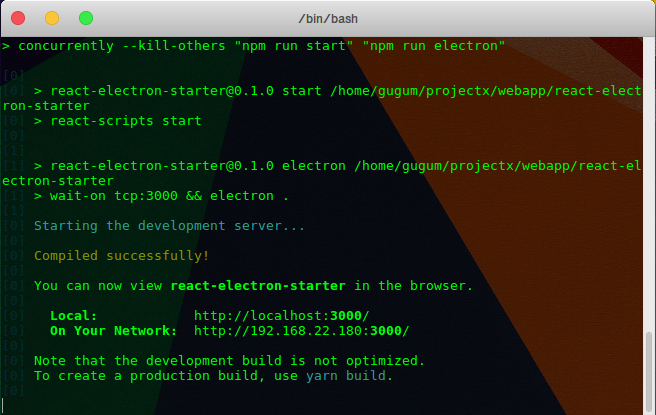 /bin/bash
> concurrently --kill-others "npm run start" "npm run electron"
[0]
[0] > react-electron-starter@0.1.0 start /home/gugum/projectx/webapp/react-elect
ron-starter
[0] > react-scripts start
[0]
[1]
[1] > react-electron-starter@0.1.0 electron /home/gugum/projectx/webapp/react-el
ectron-starter
[1] > wait-on tcp:3000 && electron .
[1]
[0] Starting the development server...
[0]
[0] Compiled successfully!
[0]
[0] You can now view react-electron-starter in the browser.
[0]
[0]   Local:            http://localhost:3000/
[0]   On Your Network:  http://192.168.22.180:3000/
[0]
[0] Note that the development build is not optimized.
[0] To create a production build, use yarn build.
[0]